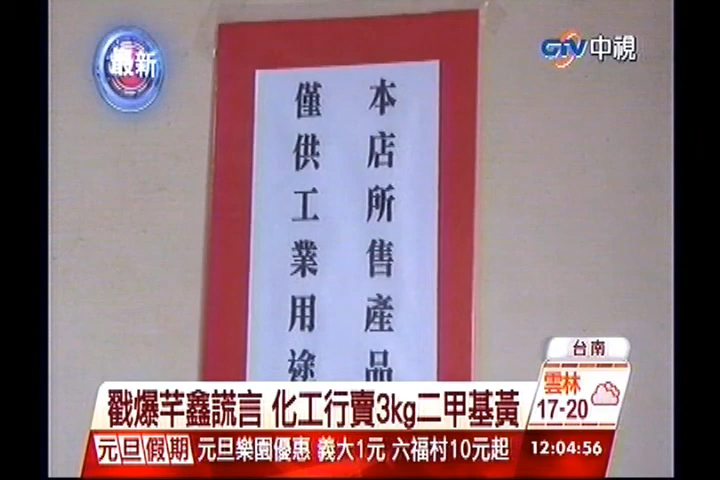 最新
CTV中視
本店所售產品
僅供工業用途
台南
雲林
17-20
戳爆芊鑫謊言 化工行賣3kg二甲基黃
元旦假期 元旦樂園優惠 義大1元 六福村10元起
12:04:56